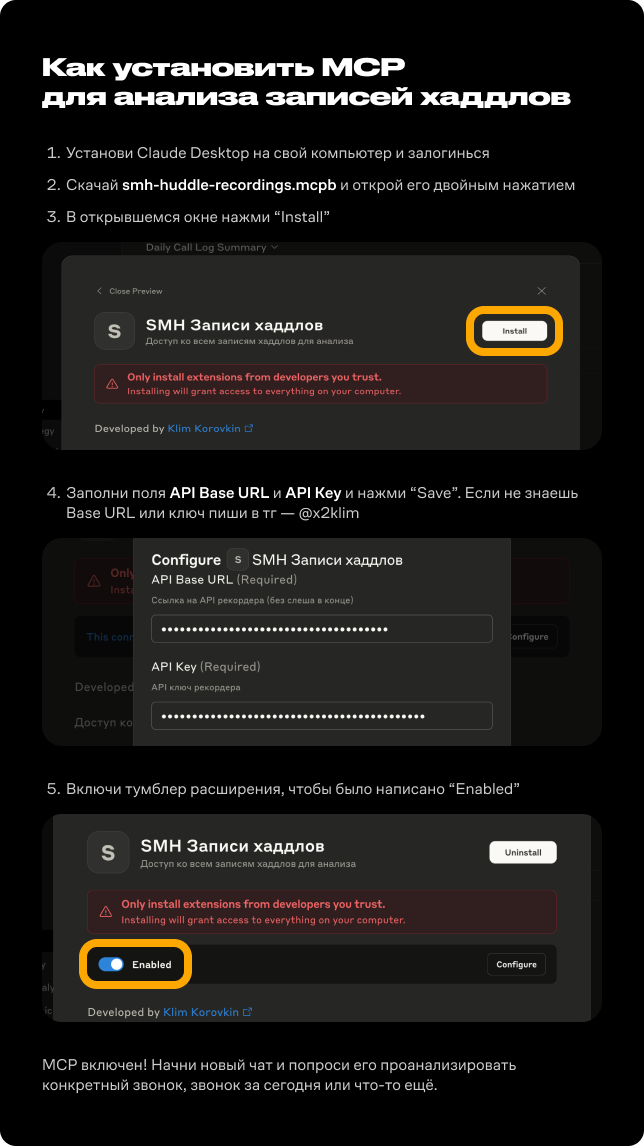 Как установить MCP
для анализа записей хаддлов
1. Установи Claude Desktop на свой компьютер и залогинься
2. Скачай smh-huddle-recordings.mcpb и открой его двойным нажатием
3. В открывшемся окне нажми “Install”
Daily Call Log Summary
Close Preview
S
SMH Записи хаддлов
Доступ ко всем записям хаддлов для анализа
Install
Only install extensions from developers you trust.
Installing will grant access to everything on your computer.
egy
Developed by Klim Korovkin
4. Заполни поля API Base URL и API Key и нажми “Save”. Если не знаешь
Base URL или ключ пиши в тг — @x2klim
Configure S SMH Записи хаддлов
API Base URL (Required)
Only
Insta
Ссылка на API рекордера (без слеша в конце)
This conn
onfigure
API Key (Required)
Developed
API ключ рекордера
Доступ ко
5. Включи тумблер расширения, чтобы было написано “Enabled”
S
SMH Записи хаддлов
Доступ ко всем записям хаддлов для анализа
Uninstall
Only install extensions from developers you trust.
Installing will grant access to everything on your computer.
y
Enabled
Configure
aly
ic
Developed by Klim Korovkin
MCP включен! Начни новый чат и попроси его проанализировать
конкретный звонок, звонок за сегодня или что-то ещё.